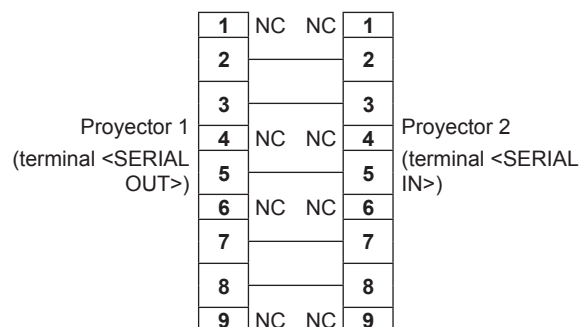 1 NC NC 1
2 2
3 3
Proyector 1
(terminal <SERIAL
OUT>)
4 NC NC 4
5 5
Proyector 2
(terminal <SERIAL
IN>)
6 NC NC 6
7 7
8 8
9 NC NC 9